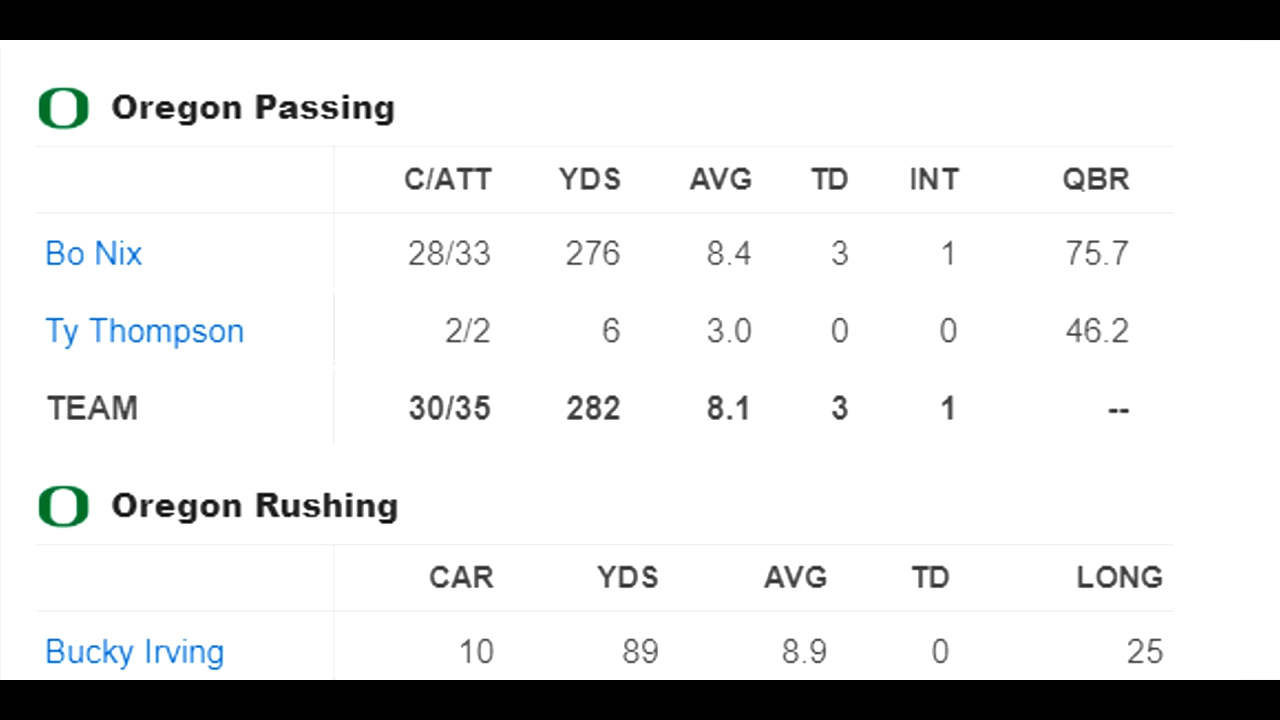 Oregon Passing
C/ATT YDS AVG TD INT QBR
Bo Nix 28/33 276 8.4 3 1 75.7
Ty Thompson 2/2 6 3.0 0 0 46.2
TEAM 30/35 282 8.1 3 1 --
Oregon Rushing
CAR YDS AVG TD LONG
Bucky Irving 10 89 8.9 0 25